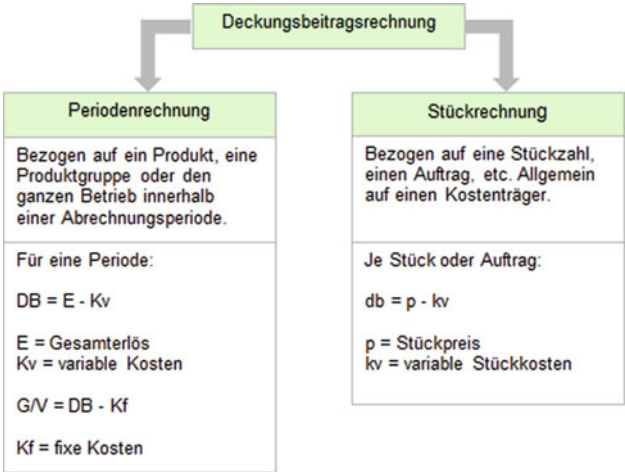 Deckungsbeitragsrechnung
Periodenrechnung
Bezogen auf ein Produkt, eine
Produktgruppe oder den
ganzen Betrieb innerhalb
einer Abrechnungsperiode.
Für eine Periode:
DB = E - Kv
E = Gesamterlös
Kv = variable Kosten
G/V = DB - Kf
Kf = fixe Kosten
Stückrechnung
Bezogen auf eine Stückzahl,
einen Auftrag, etc. Allgemein
auf einen Kostenträger.
Je Stück oder Auftrag:
db = p - kv
p = Stückpreis
kv = variable Stückkosten